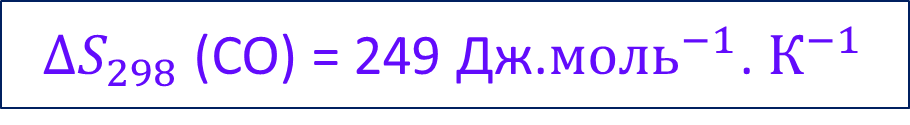 ΔS₂₉₈ (CO) = 249 Дж.моль⁻¹. К⁻¹